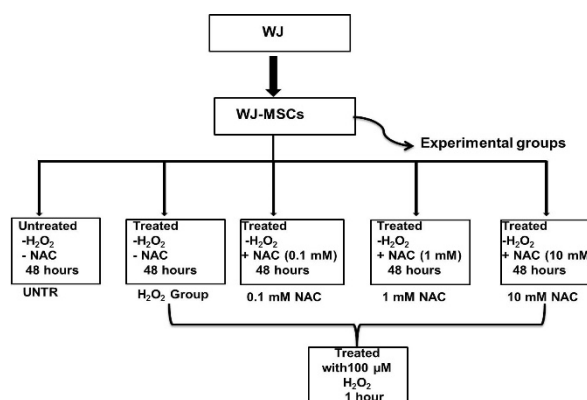 WJ
WJ-MSCs
Experimental groups
Untreated
-H₂O₂
- NAC
48 hours
UNTR
Treated
-H₂O₂
- NAC
48 hours
H₂O₂ Group
Treated
-H₂O₂
+ NAC (0.1 mM)
48 hours
0.1 mM NAC
Treated
-H₂O₂
+ NAC (1 mM)
48 hours
1 mM NAC
Treated
-H₂O₂
+ NAC (10 mM
48 hours
10 mM NAC
Treated
with100 µM
H₂O₂
1 hour